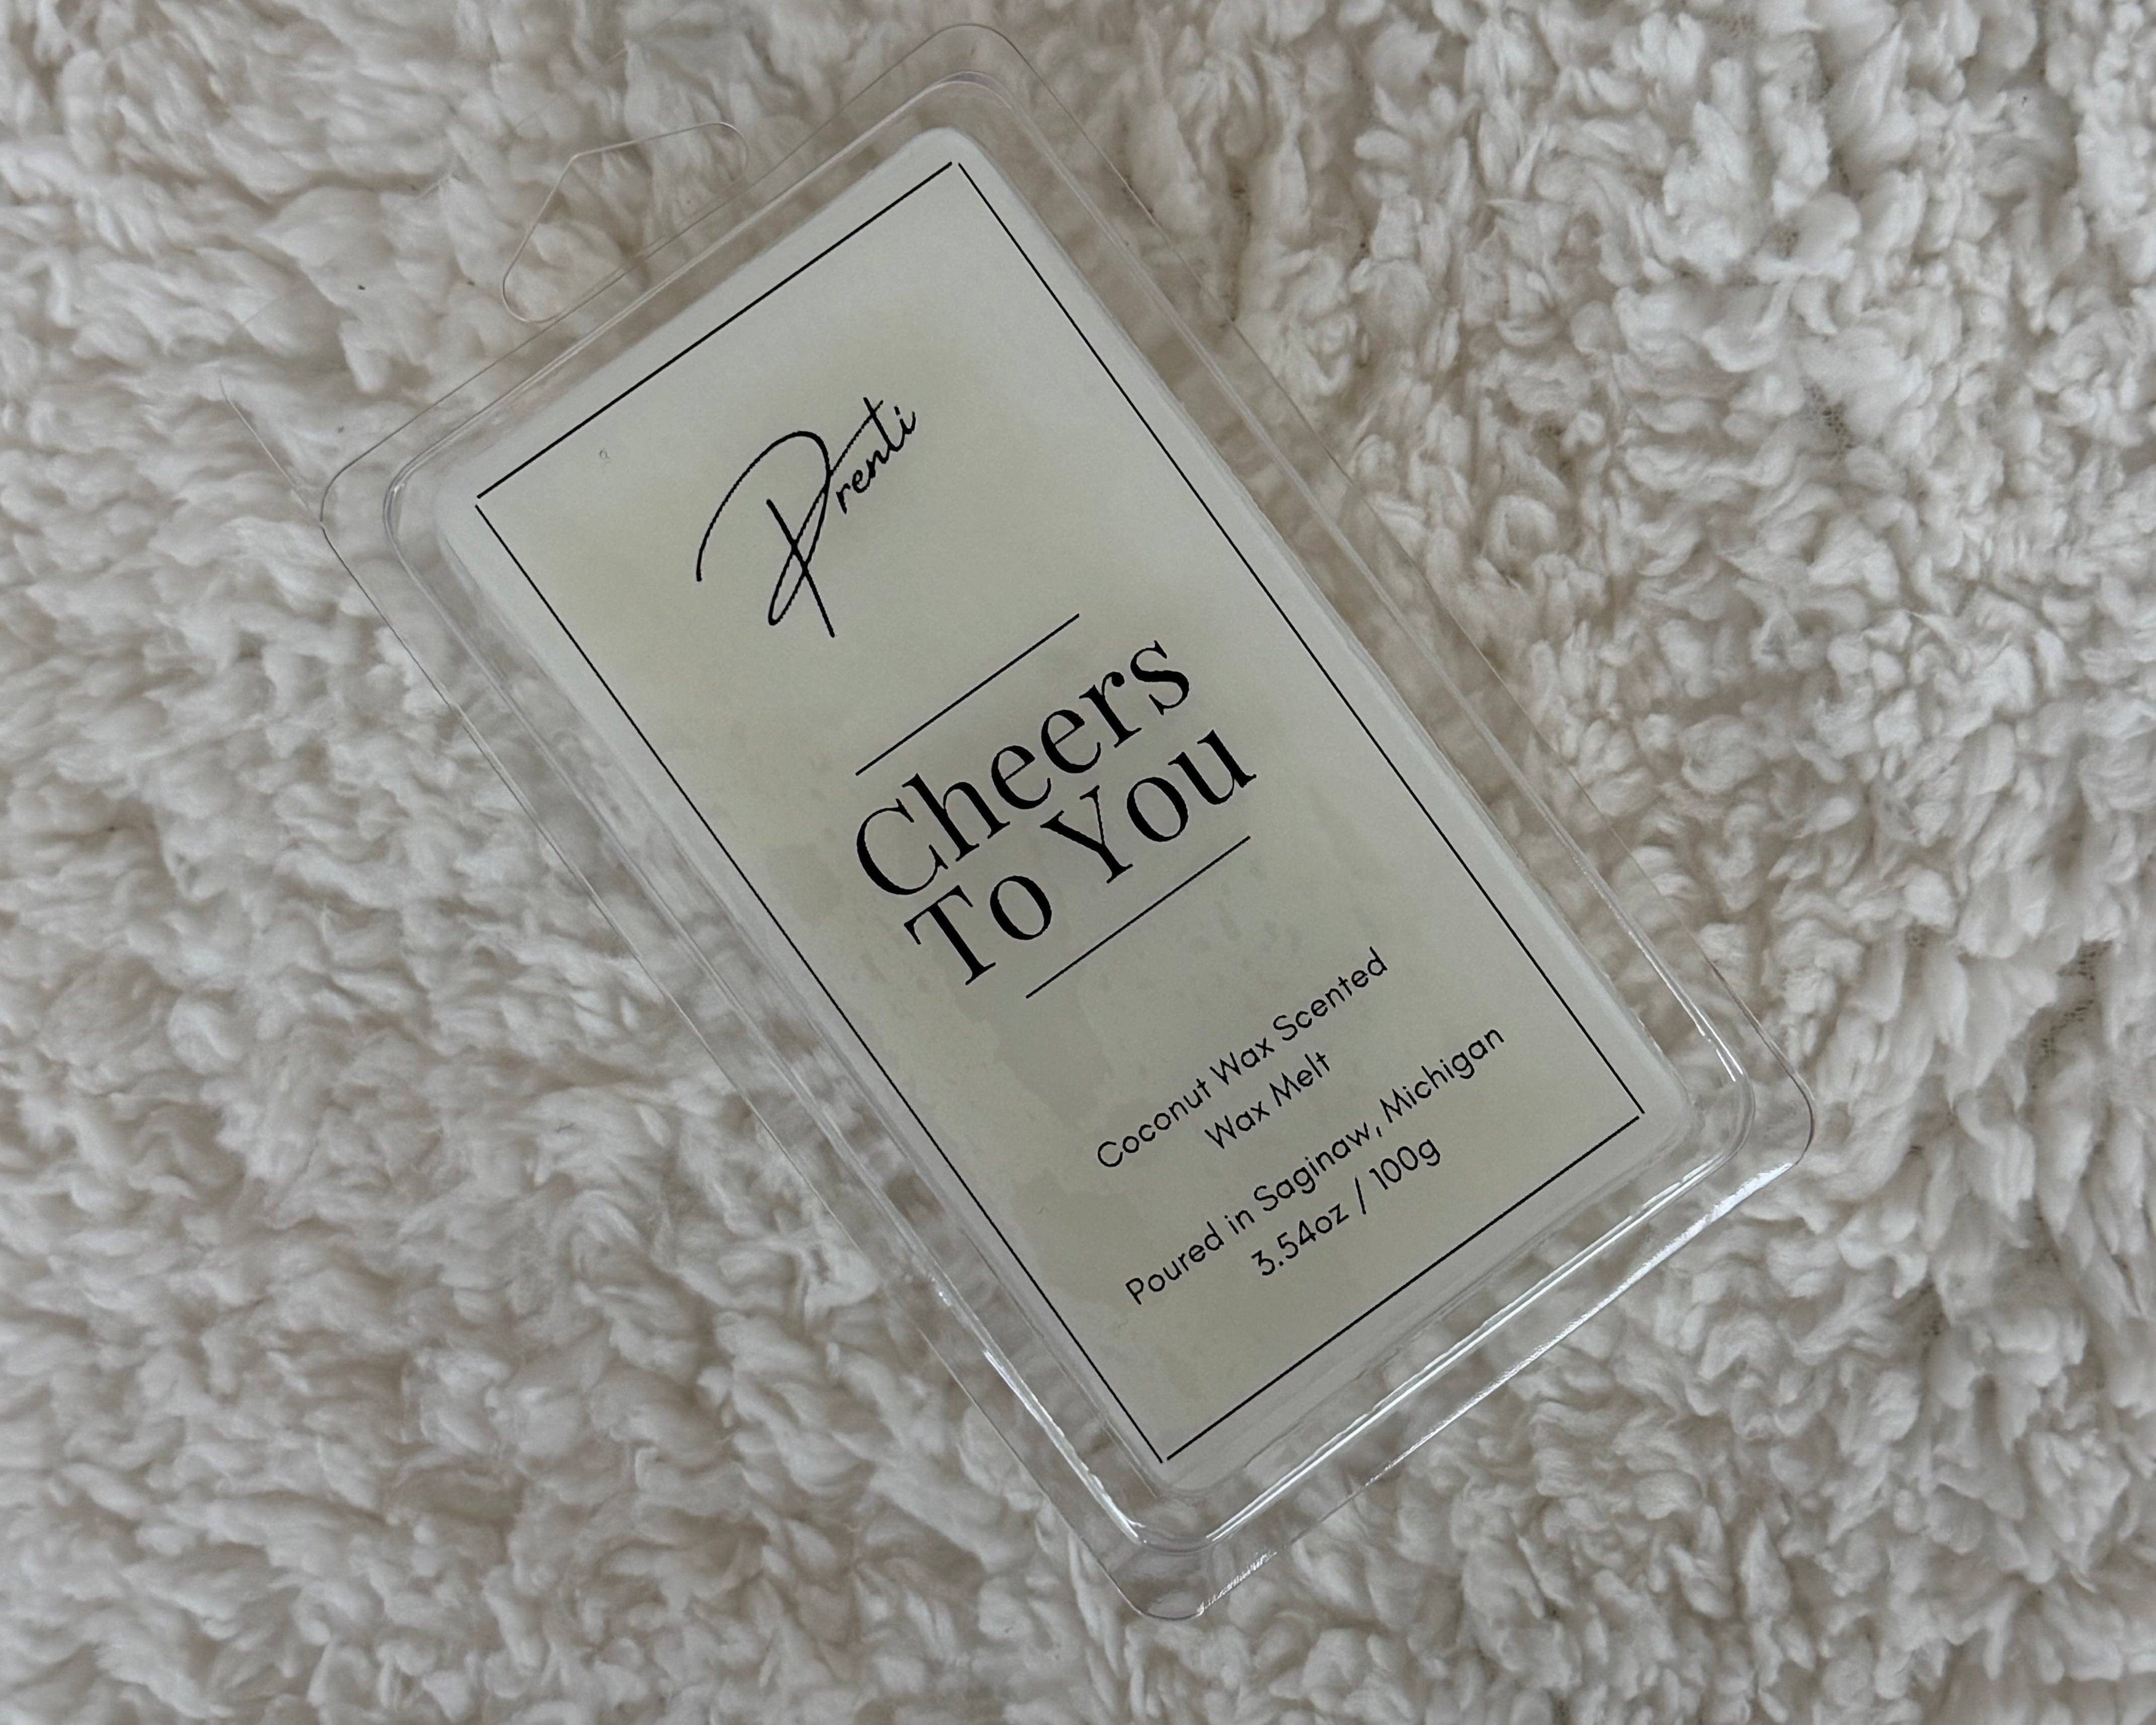 Prenti
Cheers
To You
Coconut Wax Scented
Wax Melt
Poured in Saginaw, Michigan
3.54oz / 100g